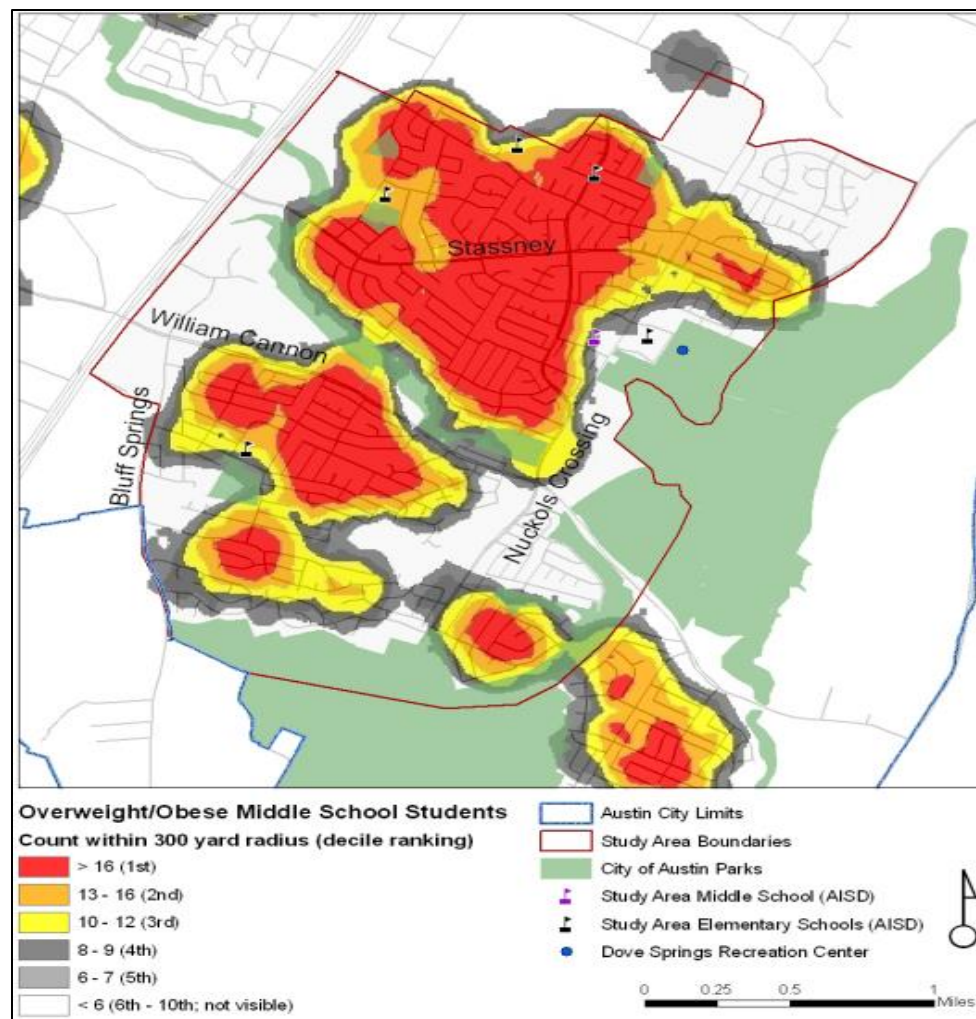 Stassney
William Cannon
Bluff Springs
Nuckols Crossing
Overweight/Obese Middle School Students
Count within 300 yard radius (decile ranking)
> 16 (1st)
13 - 16 (2nd)
10 - 12 (3rd)
8 - 9 (4th)
6 - 7 (5th)
< 6 (6th - 10th; not visible)
Austin City Limits
Study Area Boundaries
City of Austin Parks
Study Area Middle School (AISD)
Study Area Elementary Schools (AISD)
Dove Springs Recreation Center
0 0.25 0.5 1
Miles